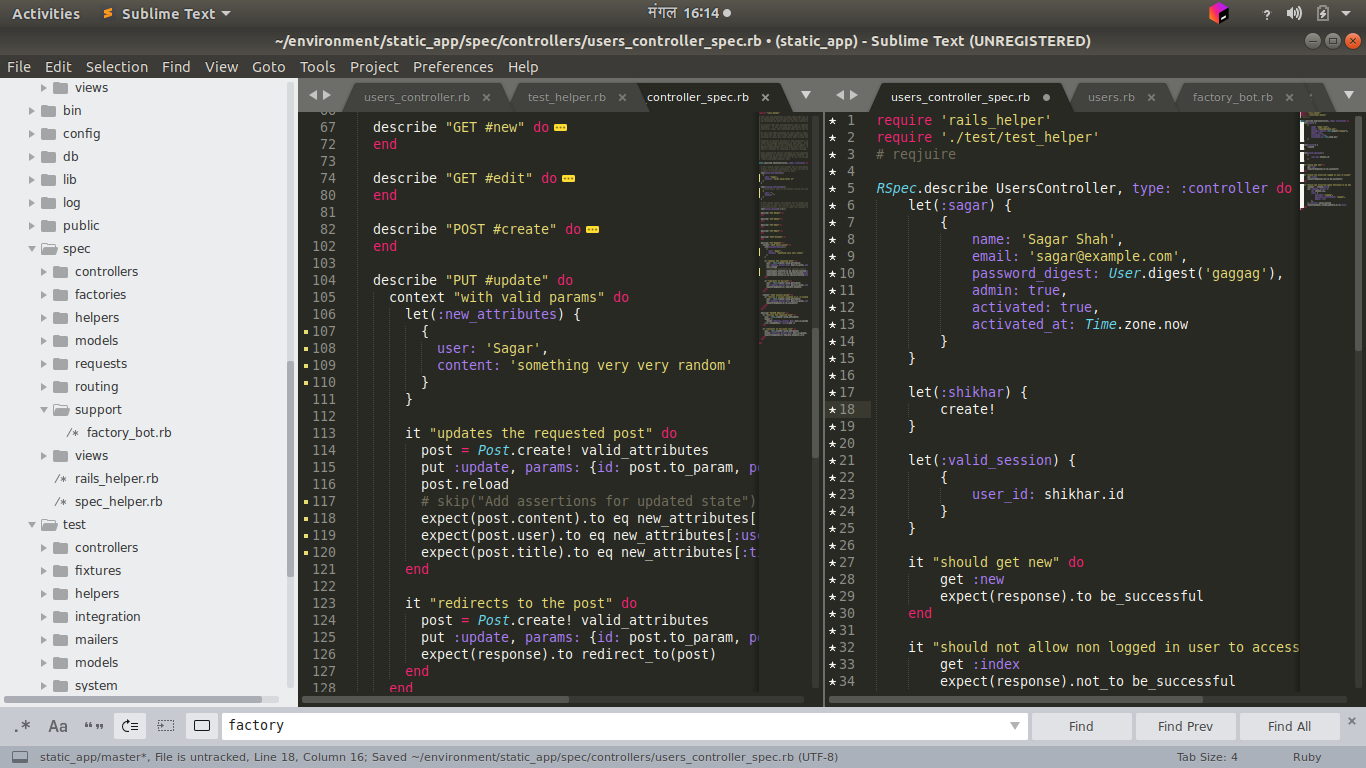 Activities Sublime Text मंगल 16:14
~/environment/static_app/spec/controllers/users_controller_spec.rb • (static_app) - Sublime Text (UNREGISTERED)
File Edit Selection Find View Goto Tools Project Preferences Help
views
bin
config
db
lib
log
public
spec
controllers
factories
helpers
models
requests
routing
support
/* factory_bot.rb
views
/* rails_helper.rb
/* spec_helper.rb
test
controllers
fixtures
helpers
integration
mailers
models
system
users_controller.rb × test_helper.rb × controller_spec.rb ×
67 describe "GET #new" do
72 end
73
74 describe "GET #edit" do
80 end
81
82 describe "POST #create" do
102 end
103
104 describe "PUT #update" do
105 context "with valid params" do
106 let(:new_attributes) {
107 {
108 user: 'Sagar',
109 content: 'something very very random'
110 }
111 }
112
113 it "updates the requested post" do
114 post = Post.create! valid_attributes
115 put :update, params: {id: post.to_param, p
116 post.reload
117 # skip("Add assertions for updated state")
118 expect(post.content).to eq new_attributes[
119 expect(post.user).to eq new_attributes[:us
120 expect(post.title).to eq new_attributes[:t
121 end
122
123 it "redirects to the post" do
124 post = Post.create! valid_attributes
125 put :update, params: {id: post.to_param, p
126 expect(response).to redirect_to(post)
127 end
128 end
users_controller_spec.rb • users.rb × factory_bot.rb ×
1 require 'rails_helper'
2 require './test/test_helper'
3 # reqjuire
4
5 RSpec.describe UsersController, type: :controller do
6 let(:sagar) {
7 {
8 name: 'Sagar Shah',
9 email: 'sagar@example.com',
10 password_digest: User.digest('gaggag'),
11 admin: true,
12 activated: true,
13 activated_at: Time.zone.now
14 }
15 }
16
17 let(:shikhar) {
18 create!
19 }
20
21 let(:valid_session) {
22 {
23 user_id: shikhar.id
24 }
25 }
26
27 it "should get new" do
28 get :new
29 expect(response).to be_successful
30 end
31
32 it "should not allow non logged in user to access
33 get :index
34 expect(response).not_to be_successful
.* Aa “” factory Find Find Prev Find All ×
static_app/master*, File is untracked, Line 18, Column 16; Saved ~/environment/static_app/spec/controllers/users_controller_spec.rb (UTF-8) Tab Size: 4 Ruby